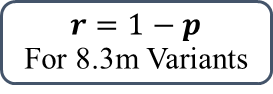 r = 1 − p
For 8.3m Variants